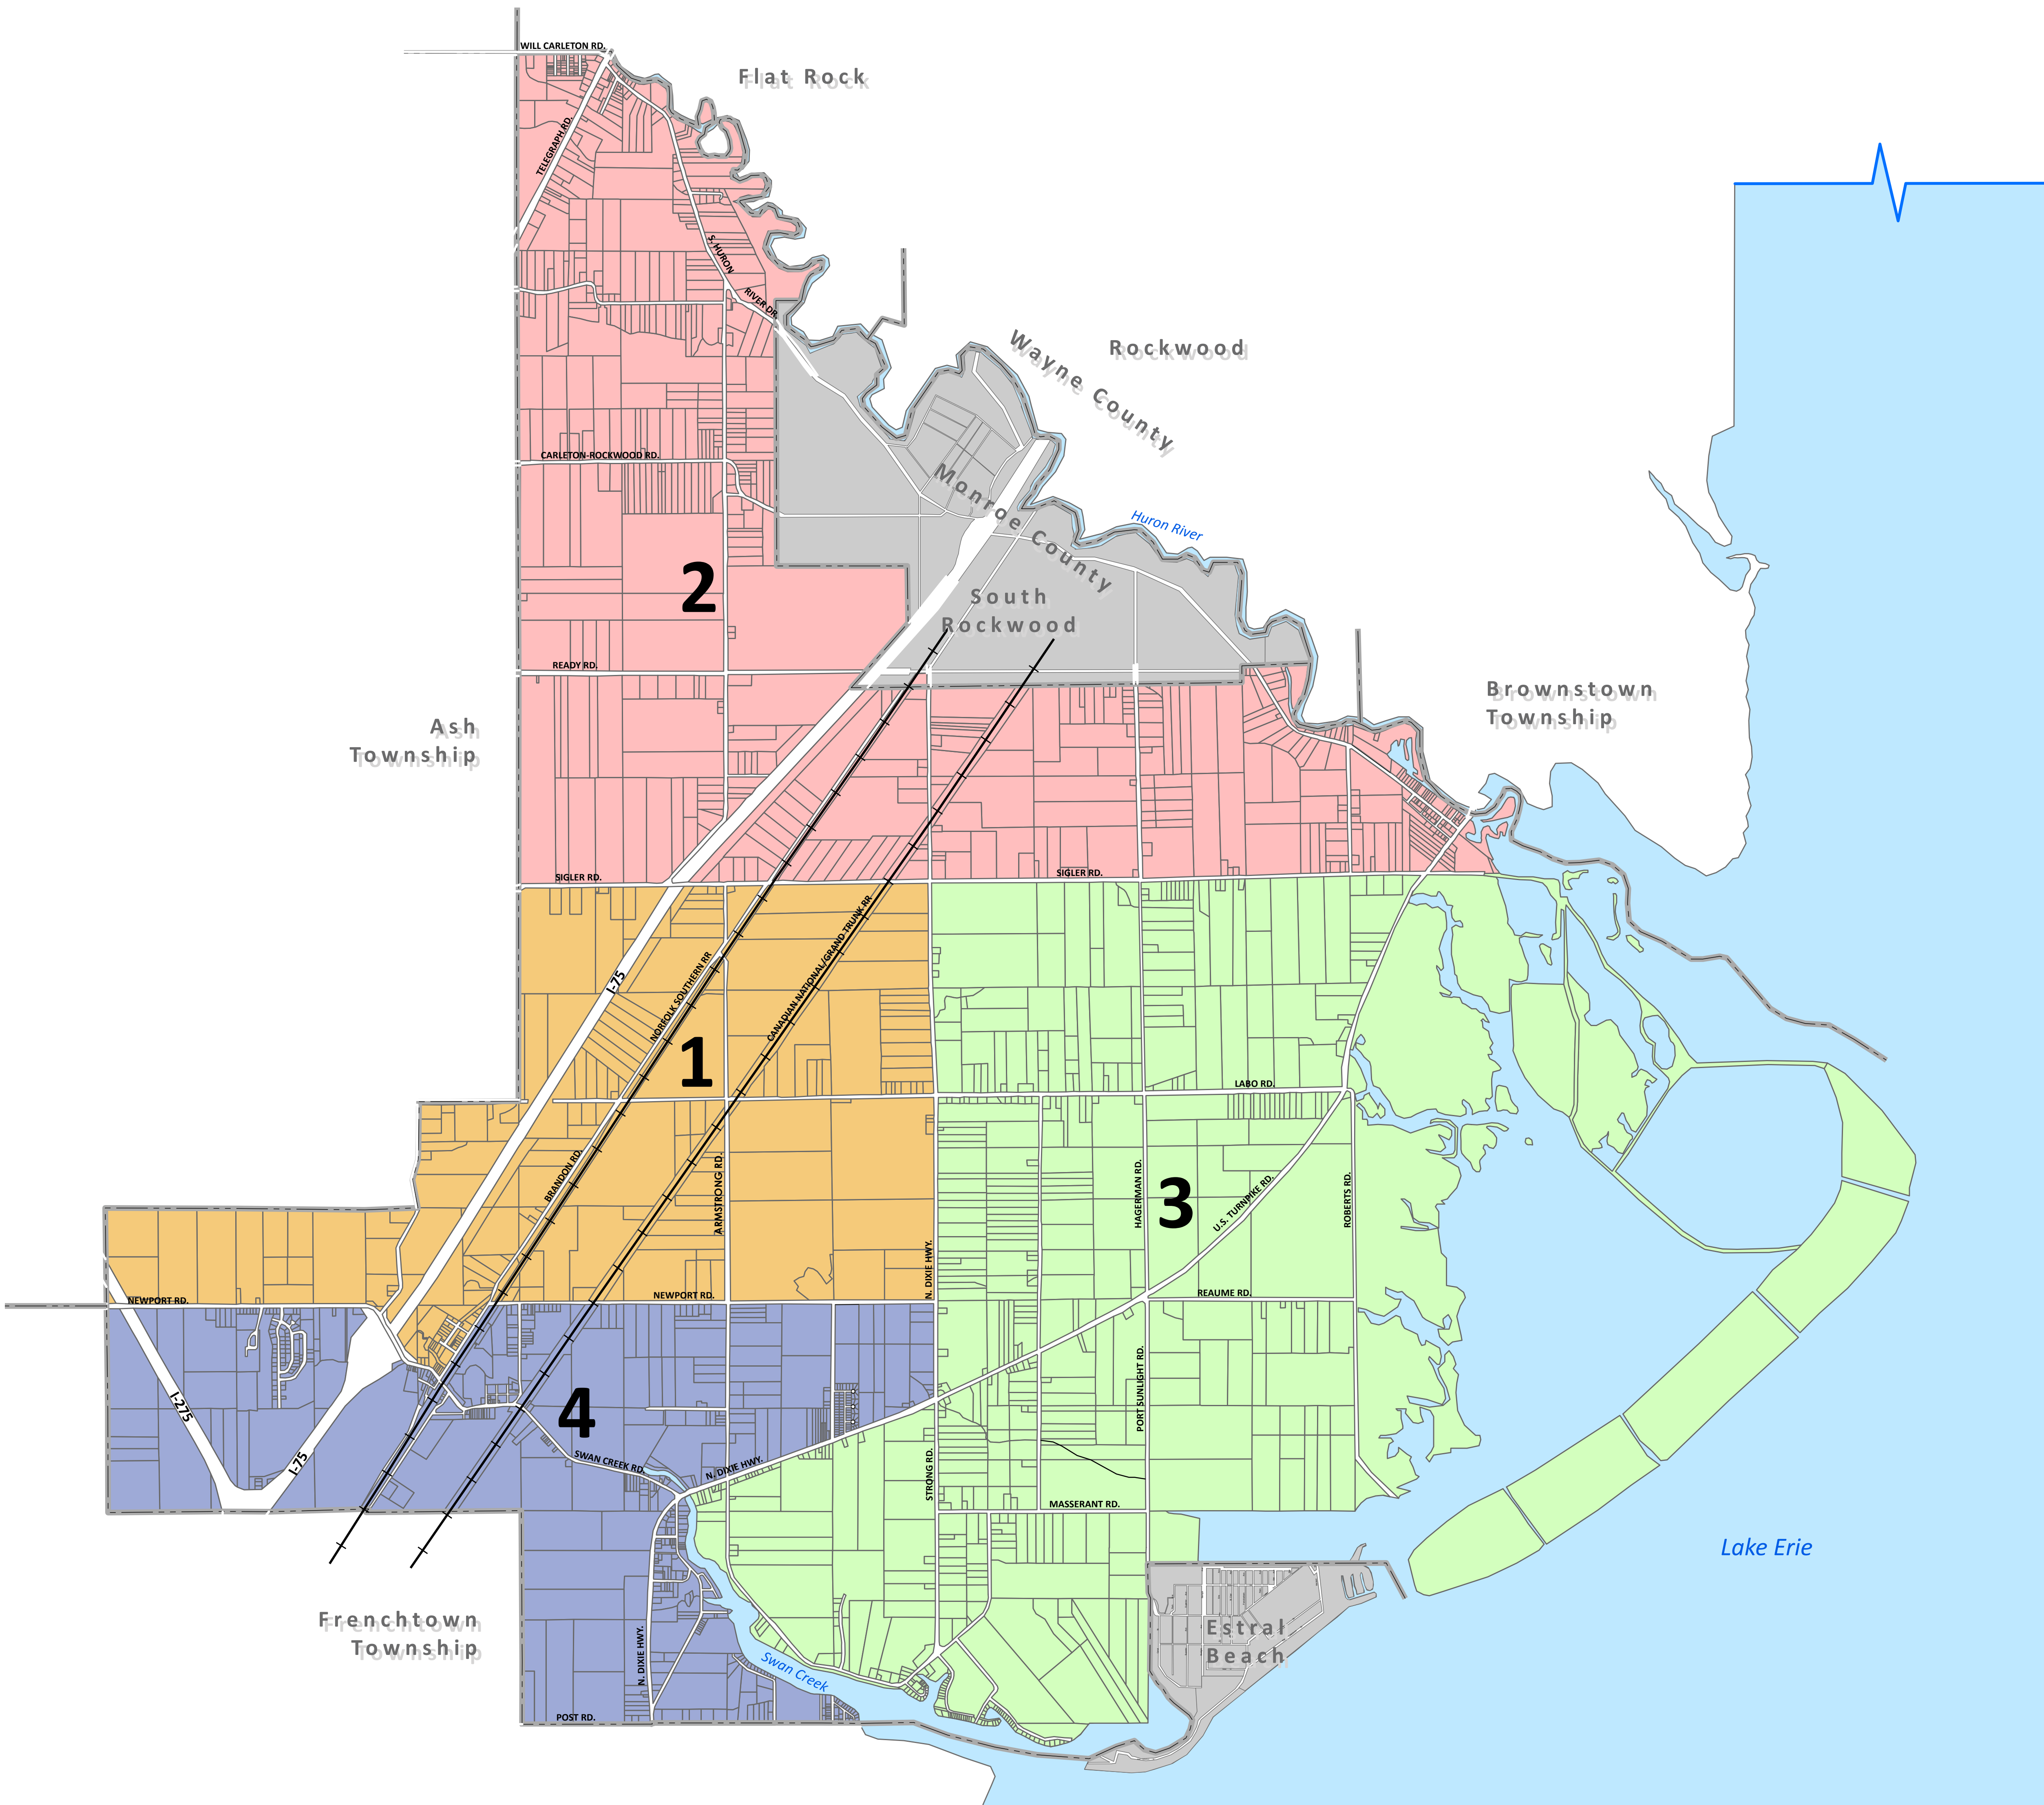 WILL CARLETON RD.
Flat Rock
TELEGRAPH RD.
S. HURON
RIVER DR.
Wayne County
Rockwood
CARLETON-ROCKWOOD RD.
Monroe County
Huron River
2
South
Rockwood
READY RD.
Brownstown
Township
Ash
Township
SIGLER RD.
SIGLER RD.
I-75
NORFOLK SOUTHERN RR
CANADIAN NATIONAL/GRAND TRUNK RR
1
LABO RD.
BRANDON RD.
ARMSTRONG RD.
HAGERMAN RD.
3
U.S. TURNPIKE RD.
ROBERTS RD.
N. DIXIE HWY.
NEWPORT RD.
NEWPORT RD.
REAUME RD.
I-275
I-75
4
PORT SUNLIGHT RD.
SWAN CREEK RD.
N. DIXIE HWY.
STRONG RD.
MASSERANT RD.
Lake Erie
Frenchtown
Township
N. DIXIE HWY.
Swan Creek
Estral
Beach
POST RD.